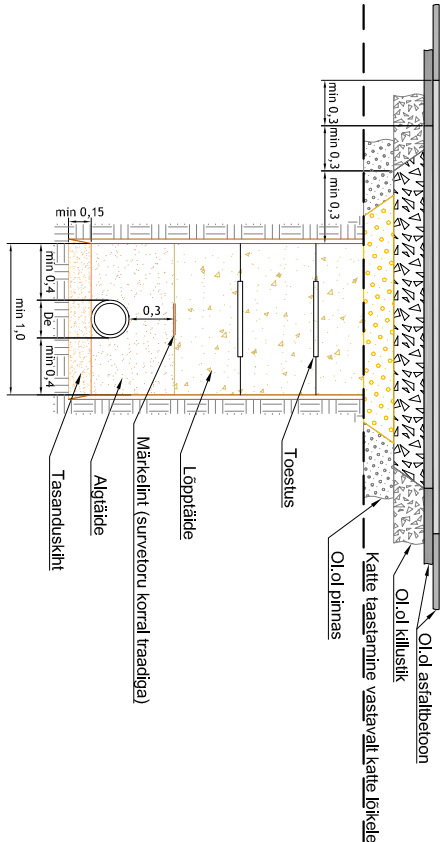 min 0,3
min 0,3
min 0,3
min 0,15
min 0,4
De
min 0,4
min 1,0
0,3
Ol.ol asfaltbetoon
Ol.ol killustik
Katte taastamine vastavalt katte lõikele
Ol.ol pinnas
Toestus
Lõpptäide
Märkelint (survetoru korral traadiga)
Algtäide
Tasanduskiht